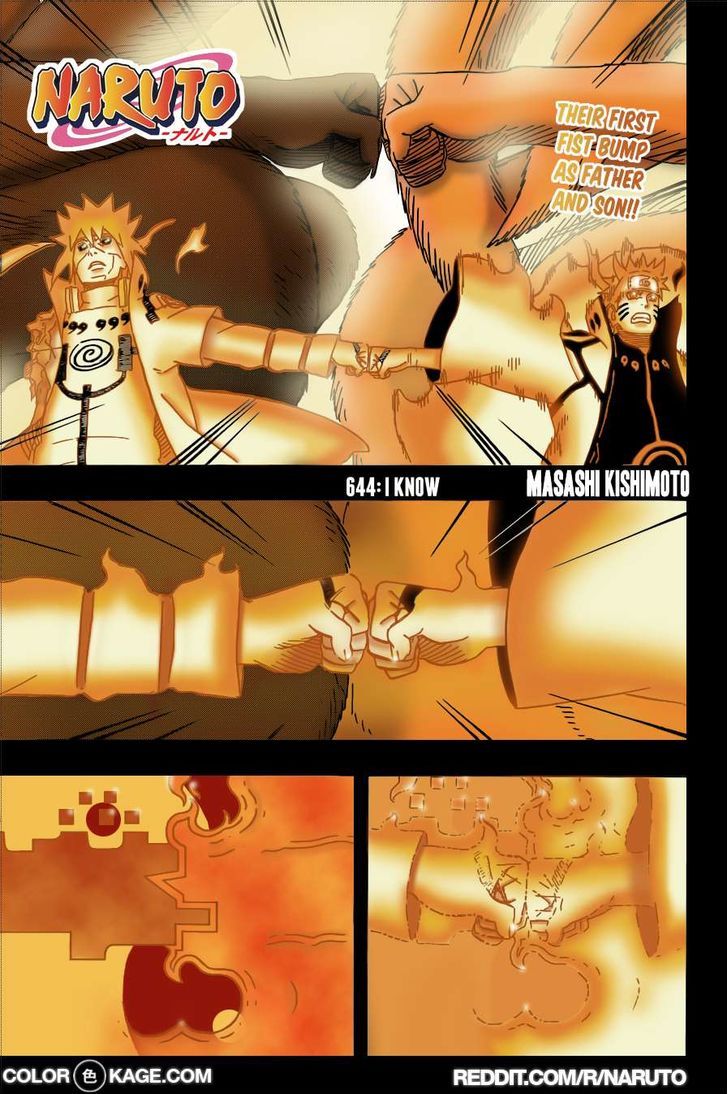 NARUTO
-ナルト-
THEIR FIRST
FIST BUMP
AS FATHER
AND SON!!
644: I KNOW
MASASHI KISHIMOTO
COLOR 色 KAGE.COM
REDDIT.COM/R/NARUTO